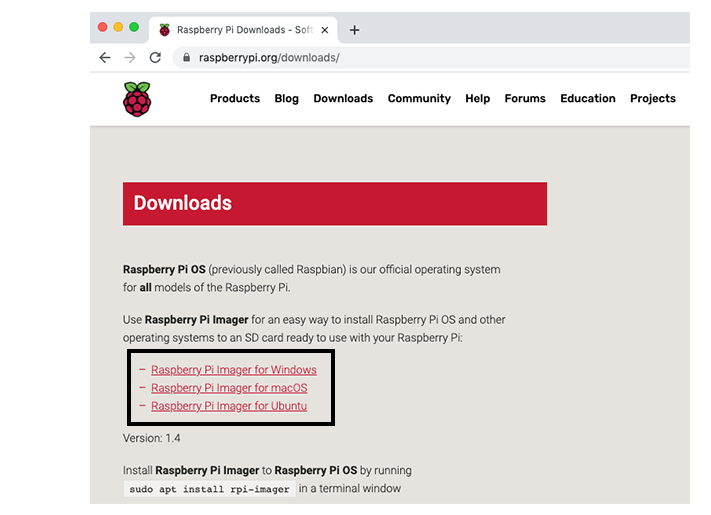 Raspberry Pi Downloads - Soft
raspberrypi.org/downloads/
Products Blog Downloads Community Help Forums Education Projects
Downloads
Raspberry Pi OS (previously called Raspbian) is our official operating system
for all models of the Raspberry Pi.
Use Raspberry Pi Imager for an easy way to install Raspberry Pi OS and other
operating systems to an SD card ready to use with your Raspberry Pi:
– Raspberry Pi Imager for Windows
– Raspberry Pi Imager for macOS
– Raspberry Pi Imager for Ubuntu
Version: 1.4
Install Raspberry Pi Imager to Raspberry Pi OS by running
sudo apt install rpi-imager in a terminal window